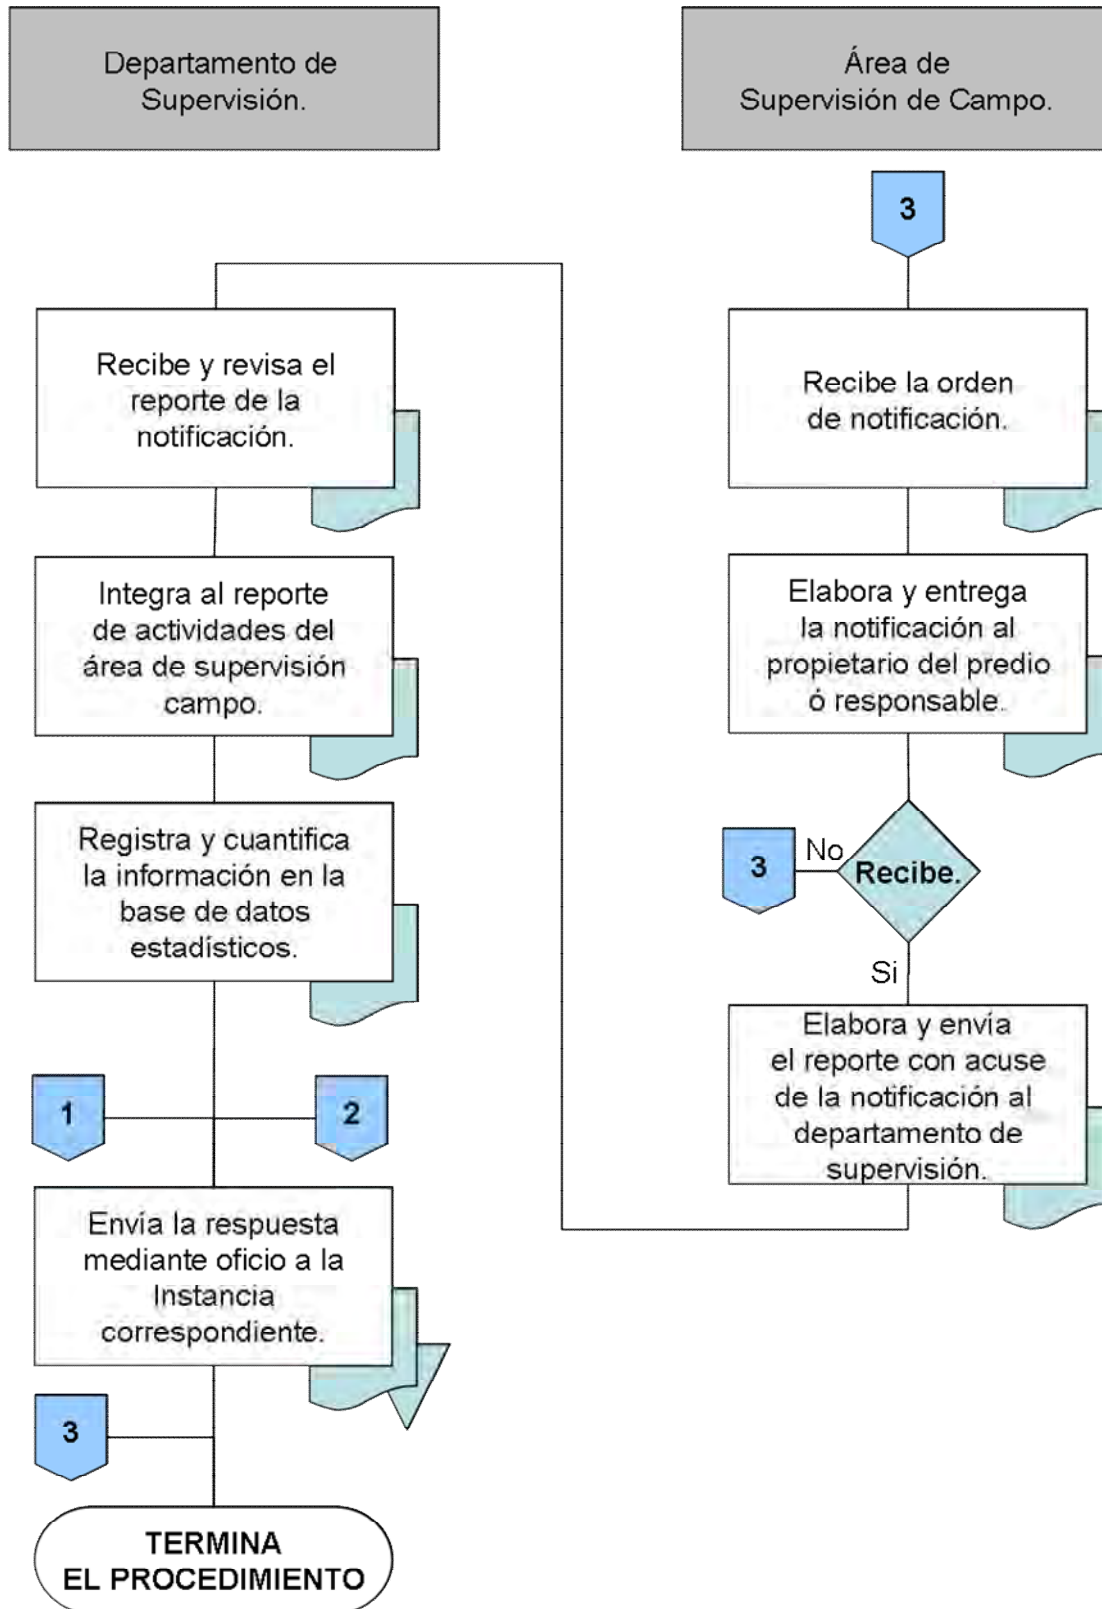 Departamento de
Supervisión.
Área de
Supervisión de Campo.
3
Recibe la orden
de notificación.
Elabora y entrega
la notificación al
propietario del predio
ó responsable.
Recibe.
No
3
Si
Elabora y envía
el reporte con acuse
de la notificación al
departamento de
supervisión.
Recibe y revisa el
reporte de la
notificación.
Integra al reporte
de actividades del
área de supervisión
campo.
Registra y cuantifica
la información en la
base de datos
estadísticos.
1
2
Envía la respuesta
mediante oficio a la
Instancia
correspondiente.
3
TERMINA
EL PROCEDIMIENTO